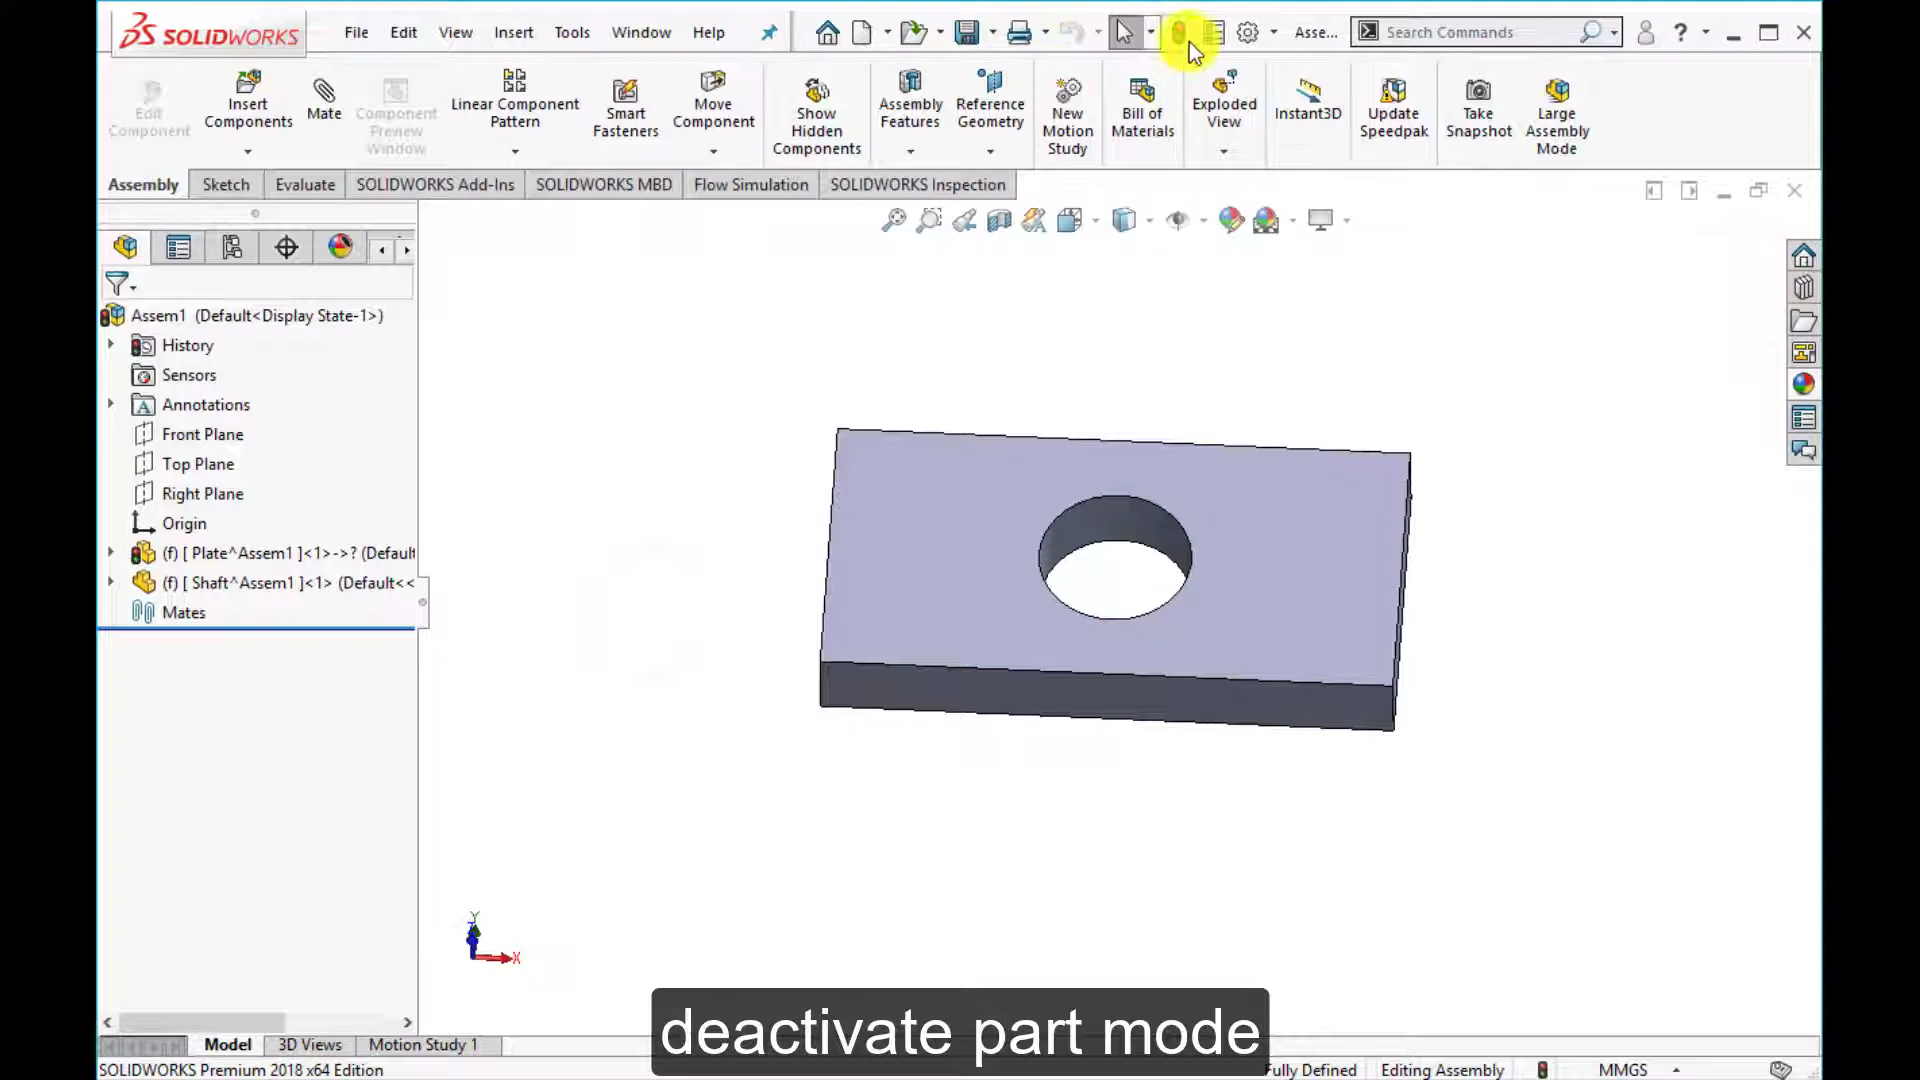 SOLIDWORKS
File Edit View Insert Tools Window Help
Asse...
Search Commands
Edit Component
Insert Components
Mate
Component Preview Window
Linear Component Pattern
Smart Fasteners
Move Component
Show Hidden Components
Assembly Features
Reference Geometry
New Motion Study
Bill of Materials
Exploded View
Instant3D
Update Speedpak
Take Snapshot
Large Assembly Mode
Assembly Sketch Evaluate SOLIDWORKS Add-Ins SOLIDWORKS MBD Flow Simulation SOLIDWORKS Inspection
Assem1 (Default<Display State-1>)
History
Sensors
Annotations
Front Plane
Top Plane
Right Plane
Origin
(f) [ Plate^Assem1 ]<1>->? (Default
(f) [ Shaft^Assem1 ]<1> (Default<<
Mates
Y
X
deactivate part mode
Model 3D Views Motion Study 1
SOLIDWORKS Premium 2018 x64 Edition
Fully Defined Editing Assembly MMGS